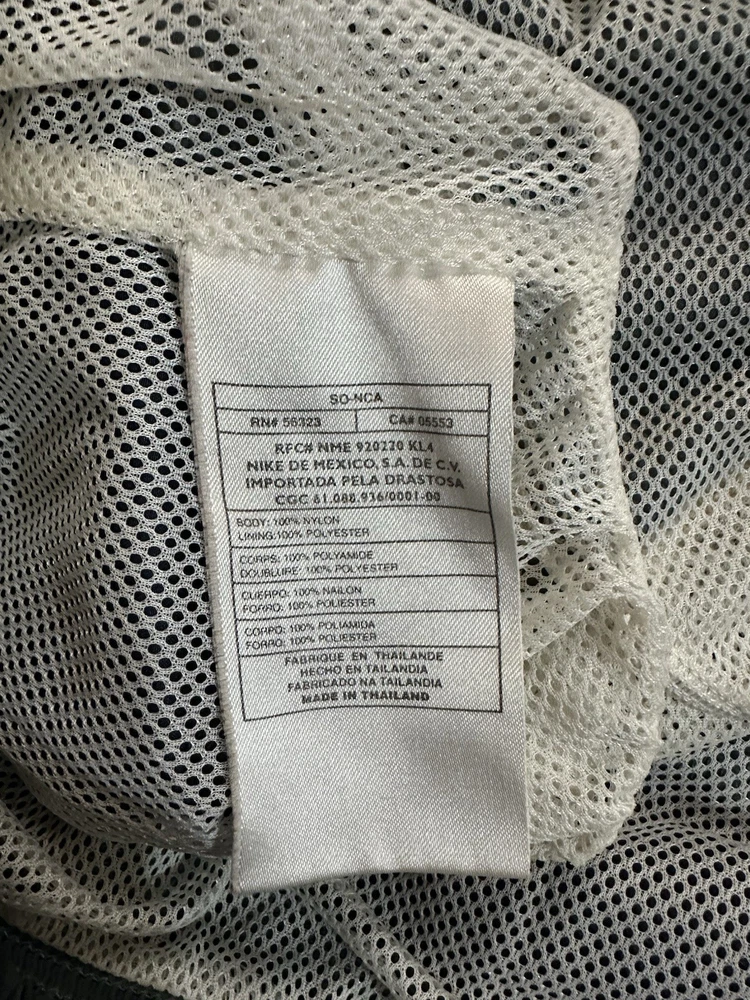 SO-NCA
RN# 56323 CA# 05553
RFC# NME 920220 KL4
NIKE DE MEXICO, S.A. DE C.V.
IMPORTADA PELA DRASTOSA
CGC 61.088.936/0001-00
BODY: 100% NYLON
LINING:100% POLYESTER
CORPS: 100% POLYAMIDE
DOUBLURE: 100% POLYESTER
CUERPO: 100% NAILON
FORRO: 100% POLIESTER
CORPO: 100% POLIAMIDA
FORRO: 100% POLIESTER
FABRIQUE EN THAILANDE
HECHO EN TAILANDIA
FABRICADO NA TAILANDIA
MADE IN THAILAND